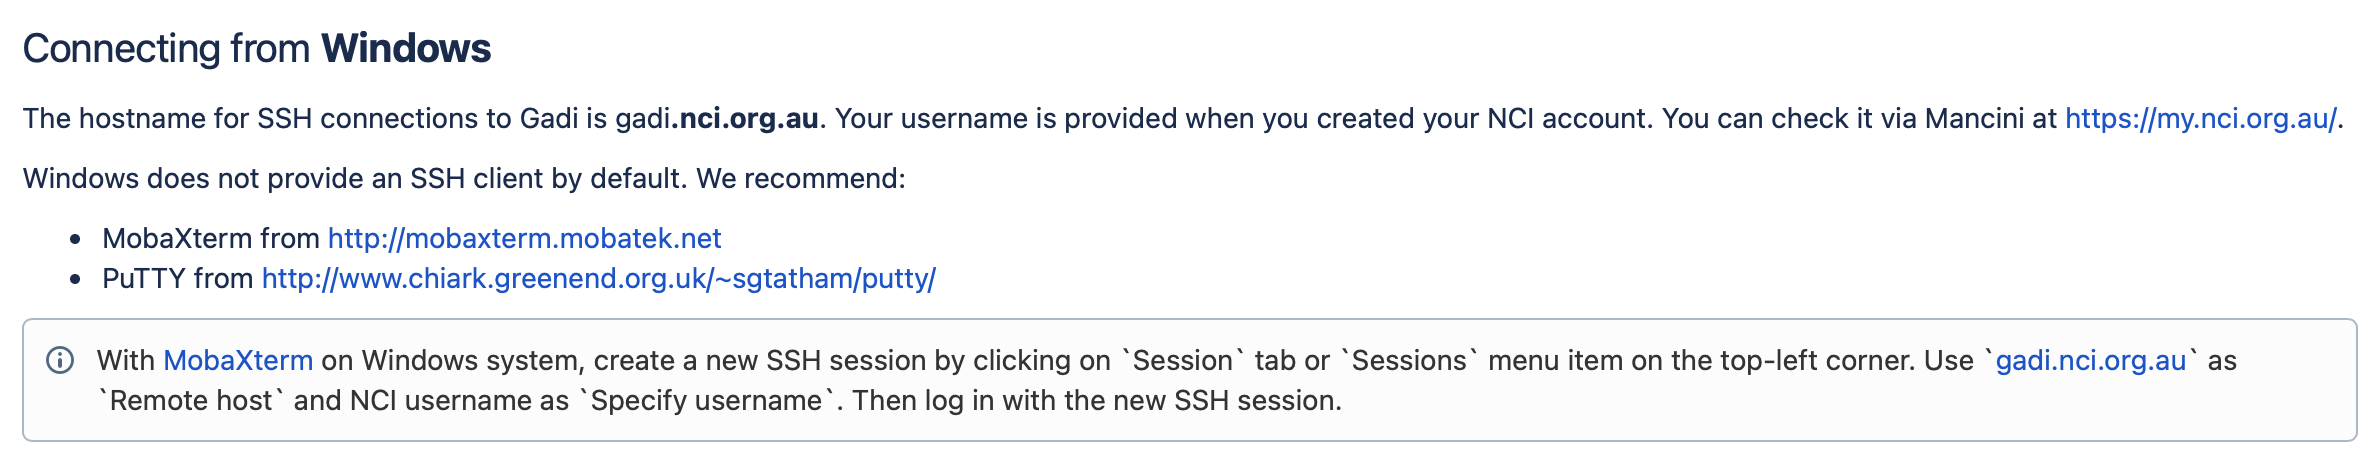 Connecting from Windows
The hostname for SSH connections to Gadi is gadi.nci.org.au. Your username is provided when you created your NCI account. You can check it via Mancini at https://my.nci.org.au/.
Windows does not provide an SSH client by default. We recommend:
• MobaXterm from http://mobaxterm.mobatek.net
• PuTTY from http://www.chiark.greenend.org.uk/~sgtatham/putty/
With MobaXterm on Windows system, create a new SSH session by clicking on `Session` tab or `Sessions` menu item on the top-left corner. Use `gadi.nci.org.au` as
`Remote host` and NCI username as `Specify username`. Then log in with the new SSH session.